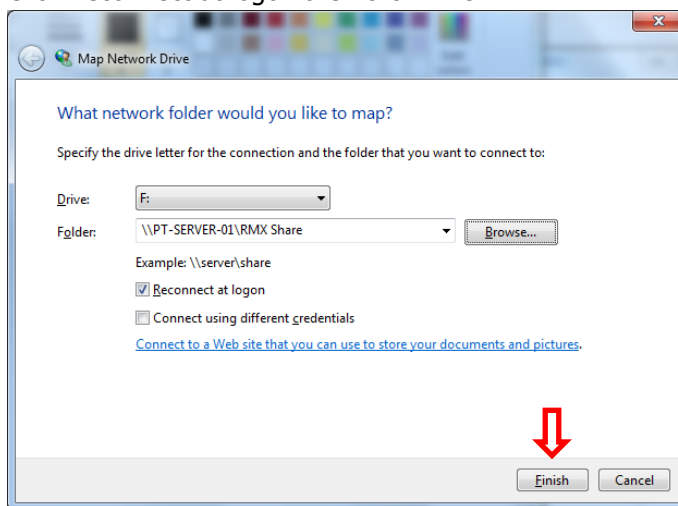 Map Network Drive
What network folder would you like to map?
Specify the drive letter for the connection and the folder that you want to connect to:
Drive: F:
Folder: \\PT-SERVER-01\RMX Share Browse...
Example: \\server\share
Reconnect at logon
Connect using different credentials
Connect to a Web site that you can use to store your documents and pictures.
Finish Cancel